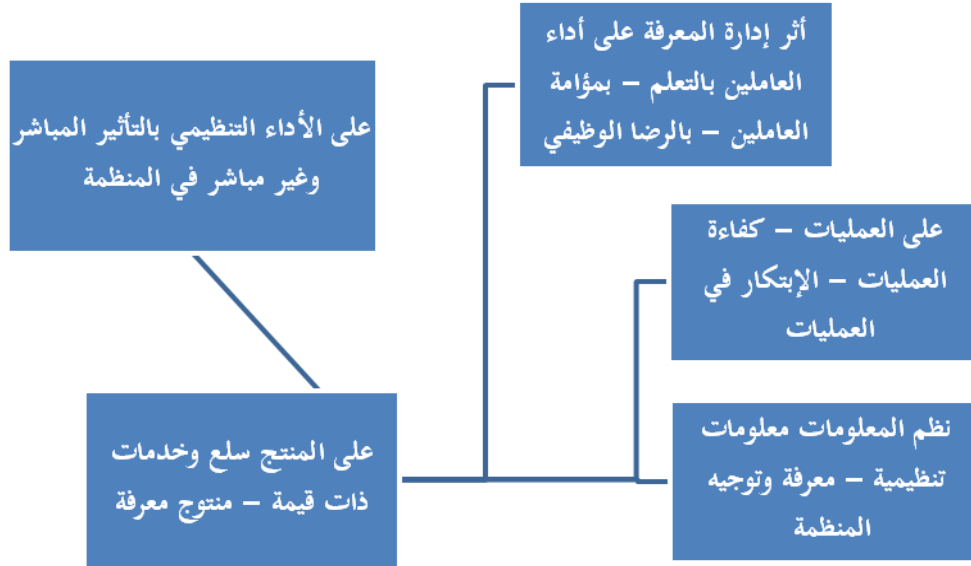 أثر إدارة المعرفة على أداء
العاملين بالتعلم – بمؤامة
العاملين – بالرضا الوظيفي
على الأداء التنظيمي بالتأثير المباشر
وغير مباشر في المنظمة
على العمليات – كفاءة
العمليات – الإبتكار في
العمليات
على المنتج سلع وخدمات
ذات قيمة – منتوج معرفة
نظم المعلومات معلومات
تنظيمية – معرفة وتوجيه
المنظمة